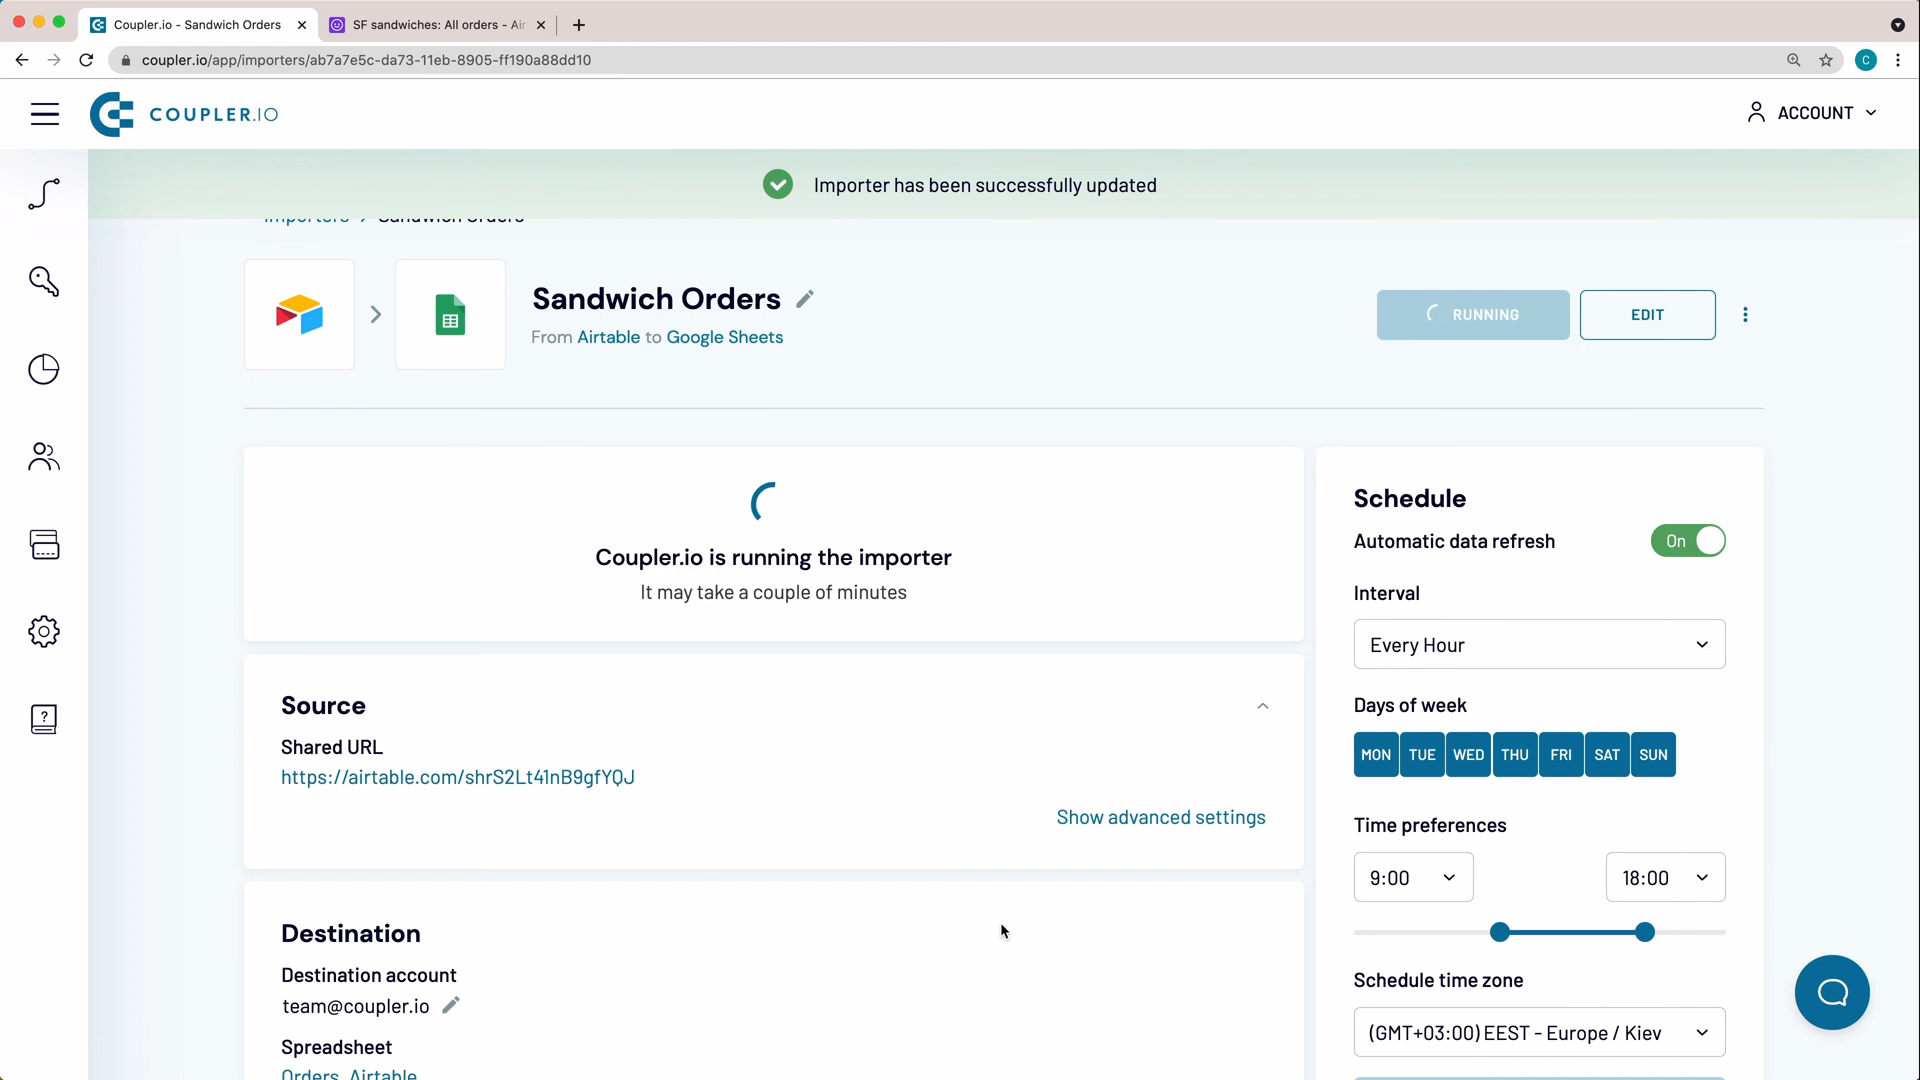 Coupler.io - Sandwich Orders
SF sandwiches: All orders - Air
coupler.io/app/importers/ab7a7e5c-da73-11eb-8905-ff190a88dd10
C
COUPLER.IO
ACCOUNT
Importer has been successfully updated
Importers > Sandwich Orders
Sandwich Orders
From Airtable to Google Sheets
RUNNING
EDIT
Coupler.io is running the importer
It may take a couple of minutes
Source
Shared URL
https://airtable.com/shrS2Lt41nB9gfYQJ
Show advanced settings
Destination
Destination account
team@coupler.io
Spreadsheet
Orders_Airtable
Schedule
Automatic data refresh
On
Interval
Every Hour
Days of week
MON TUE WED THU FRI SAT SUN
Time preferences
9:00 18:00
Schedule time zone
(GMT+03:00) EEST - Europe / Kiev
?